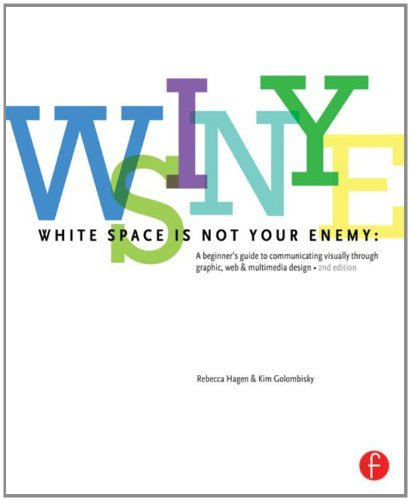 WSINYE
WHITE SPACE IS NOT YOUR ENEMY:
A beginner's guide to communicating visually through
graphic, web & multimedia design • 2nd edition
Rebecca Hagen & Kim Golombisky
f